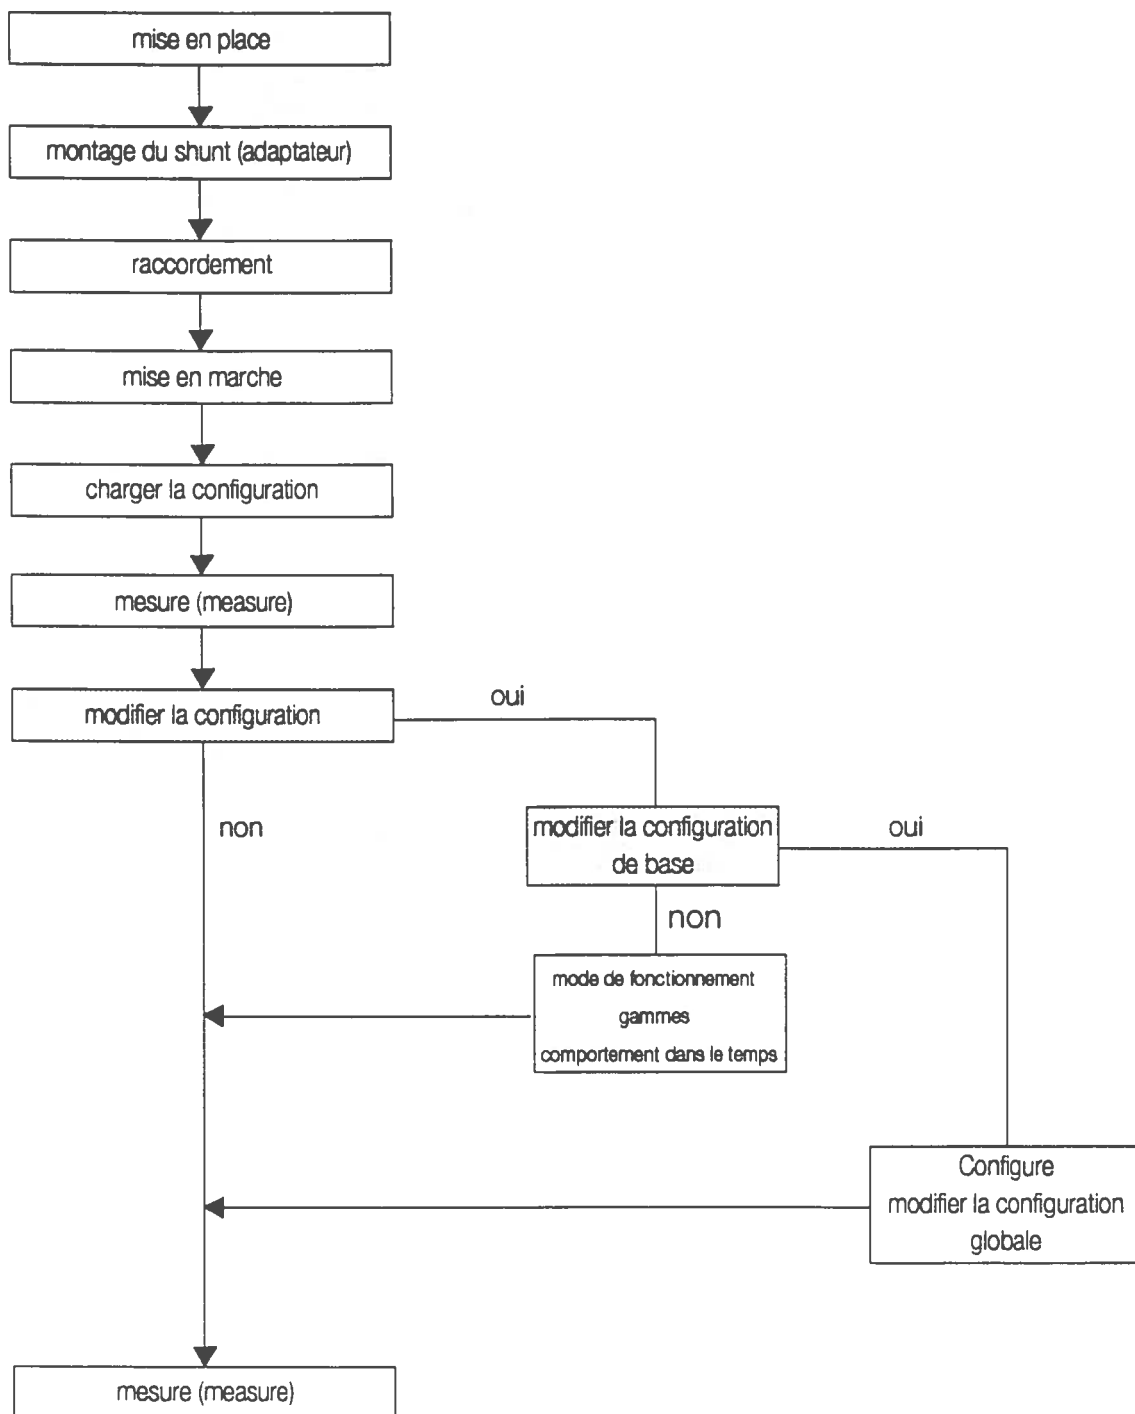 mise en place
montage du shunt (adaptateur)
raccordement
mise en marche
charger la configuration
mesure (measure)
modifier la configuration
oui
non
modifier la configuration
de base
oui
non
mode de fonctionnement
gammes
comportement dans le temps
Configure
modifier la configuration
globale
mesure (measure)